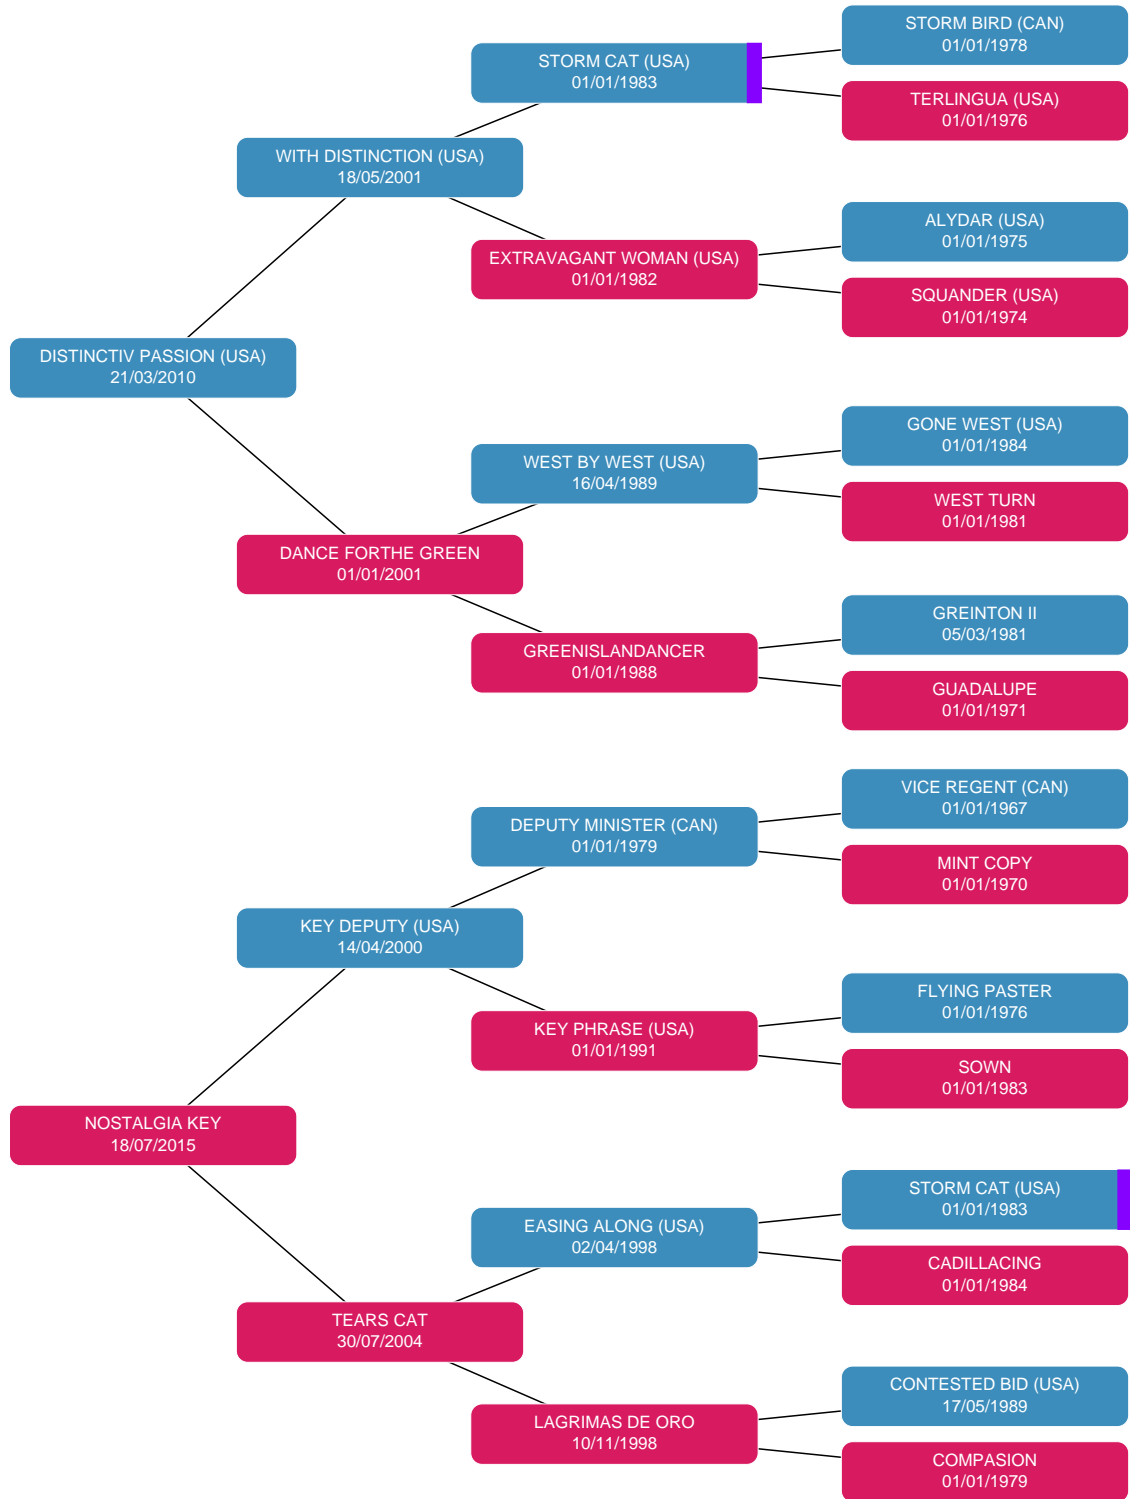 STORM BIRD (CAN)
01/01/1978
STORM CAT (USA)
01/01/1983
TERLINGUA (USA)
01/01/1976
WITH DISTINCTION (USA)
18/05/2001
ALYDAR (USA)
01/01/1975
EXTRAVAGANT WOMAN (USA)
01/01/1982
SQUANDER (USA)
01/01/1974
DISTINCTIV PASSION (USA)
21/03/2010
GONE WEST (USA)
01/01/1984
WEST BY WEST (USA)
16/04/1989
WEST TURN
01/01/1981
DANCE FORTHE GREEN
01/01/2001
GREINTON II
05/03/1981
GREENISLANDANCER
01/01/1988
GUADALUPE
01/01/1971
VICE REGENT (CAN)
01/01/1967
DEPUTY MINISTER (CAN)
01/01/1979
MINT COPY
01/01/1970
KEY DEPUTY (USA)
14/04/2000
FLYING PASTER
01/01/1976
KEY PHRASE (USA)
01/01/1991
SOWN
01/01/1983
NOSTALGIA KEY
18/07/2015
STORM CAT (USA)
01/01/1983
EASING ALONG (USA)
02/04/1998
CADILLACING
01/01/1984
TEARS CAT
30/07/2004
CONTESTED BID (USA)
17/05/1989
LAGRIMAS DE ORO
10/11/1998
COMPASION
01/01/1979